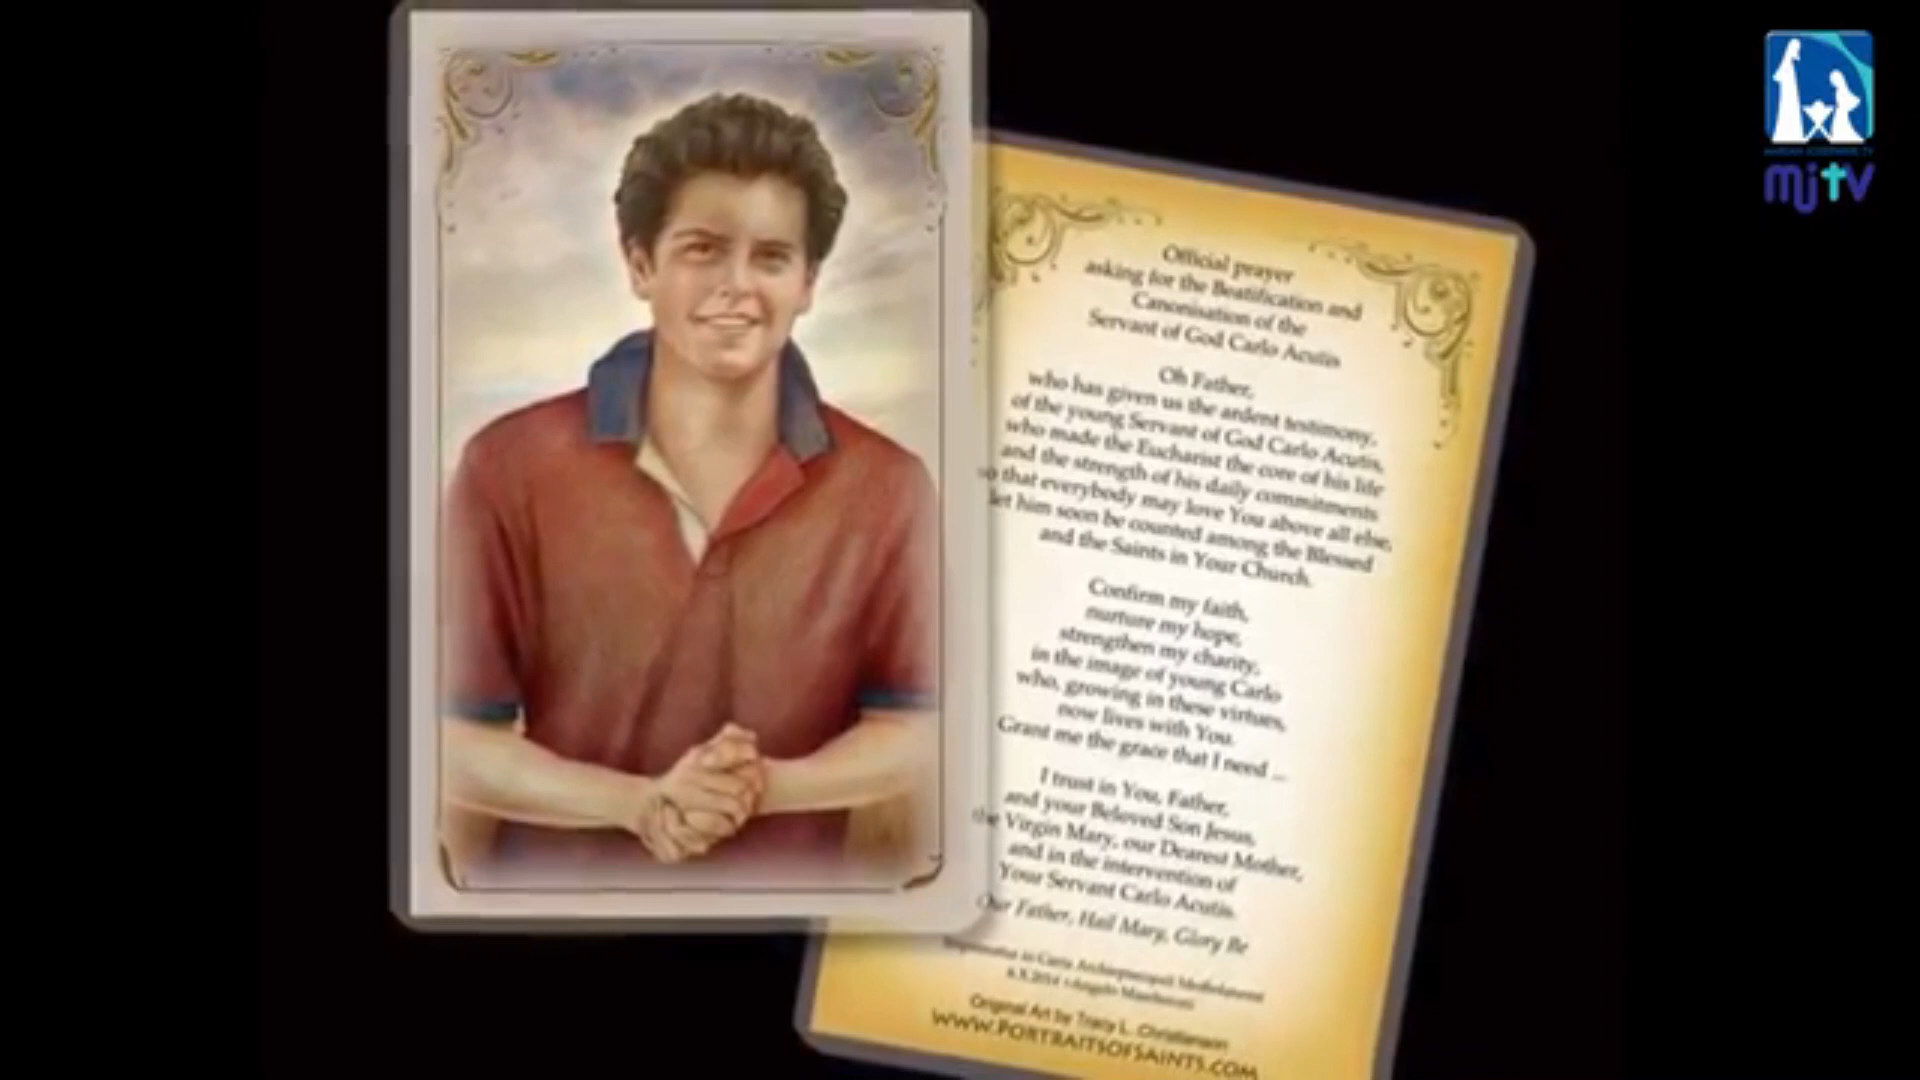 mjtv
Official prayer
asking for the Beatification and
Canonisation of the
Servant of God Carlo Acutis
Oh Father,
who has given us the ardent testimony,
of the young Servant of God Carlo Acutis,
who made the Eucharist the core of his life
and the strength of his daily commitments
so that everybody may love You above all else,
let him soon be counted among the Blessed
and the Saints in Your Church.
Confirm my faith,
nurture my hope,
strengthen my charity,
in the image of young Carlo
who, growing in these virtues,
now lives with You.
Grant me the grace that I need ...
I trust in You, Father,
and your Beloved Son Jesus,
the Virgin Mary, our Dearest Mother,
and in the intervention of
Your Servant Carlo Acutis.
Our Father, Hail Mary, Glory Be
in Curia
Angelo
Original Art by Tracy L. Christianson
WWW.PORTRAITSOFSAINTS.COM